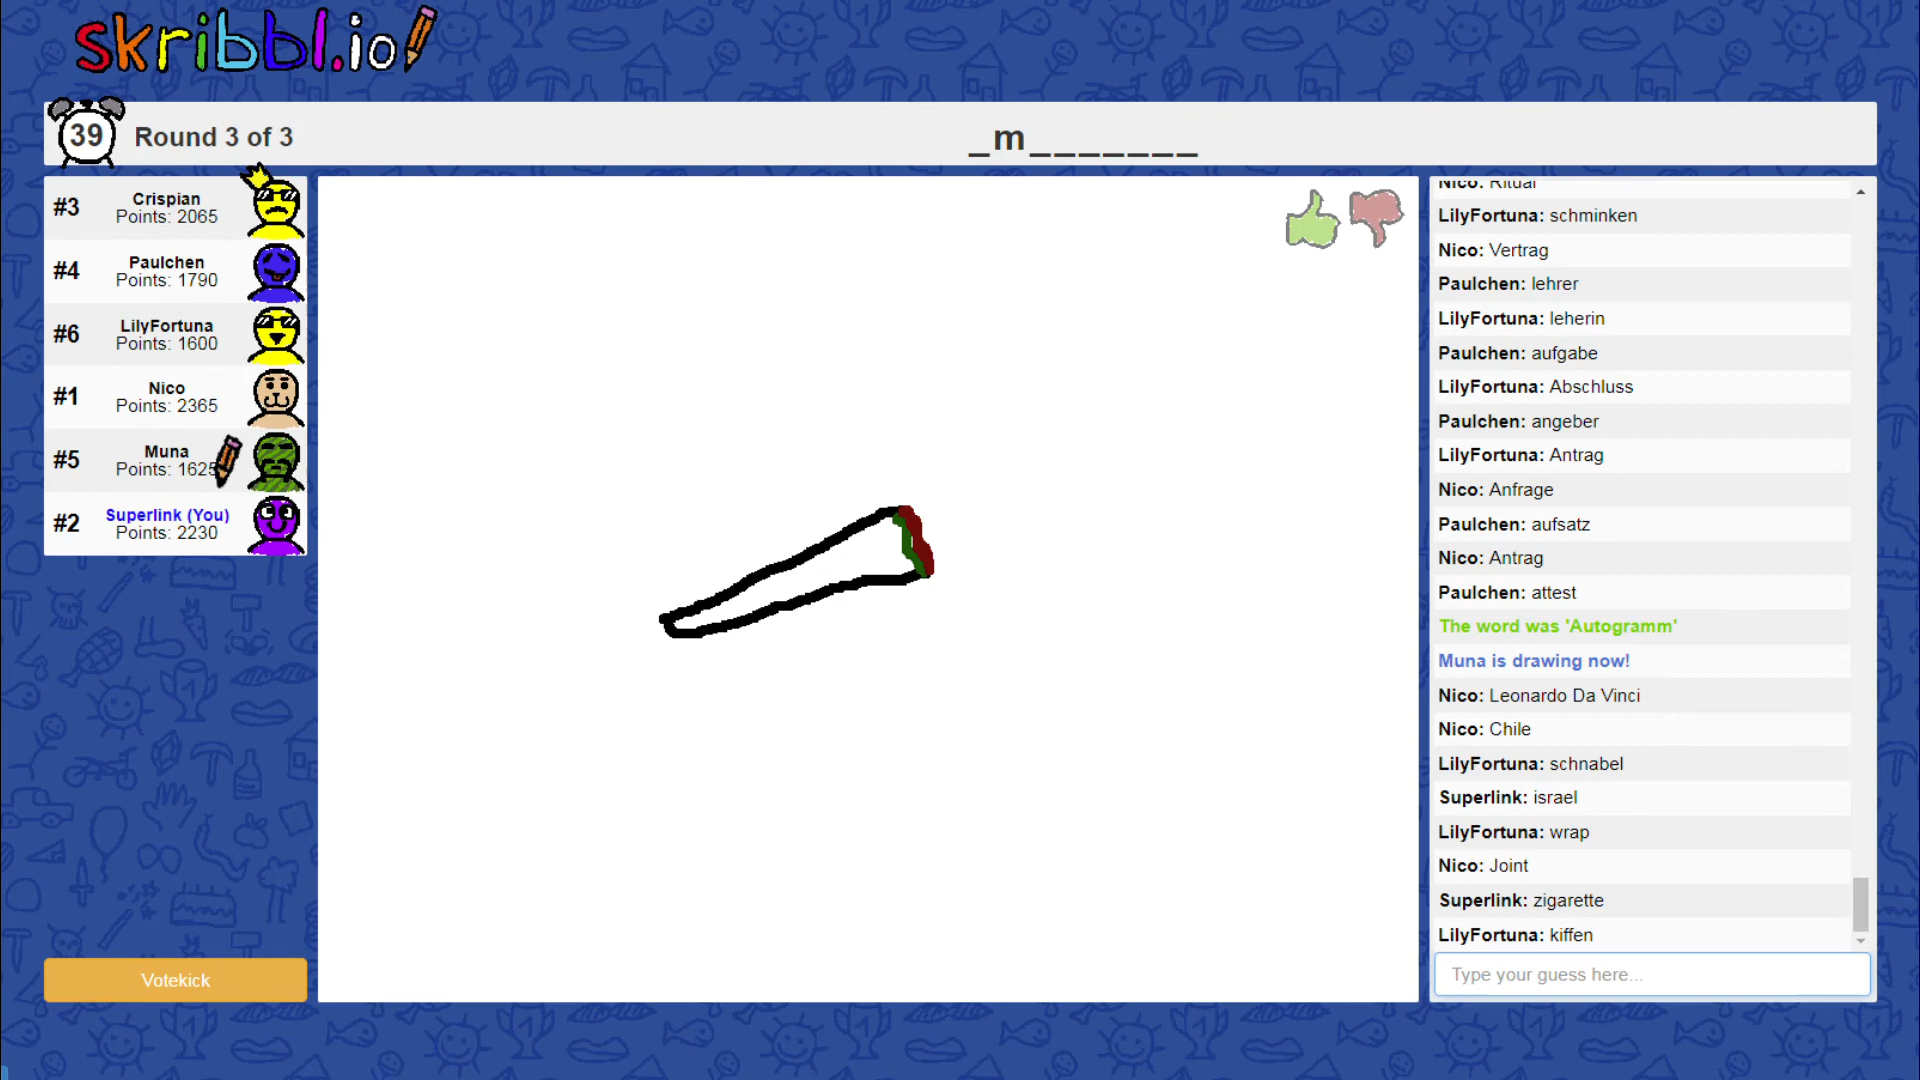 skribbl.io
39
Round 3 of 3
_m_______
#3 Crispian
Points: 2065
#4 Paulchen
Points: 1790
#6 LilyFortuna
Points: 1600
#1 Nico
Points: 2365
#5 Muna
Points: 1625
#2 Superlink (You)
Points: 2230
Votekick
Nico: Ritual
LilyFortuna: schminken
Nico: Vertrag
Paulchen: lehrer
LilyFortuna: leherin
Paulchen: aufgabe
LilyFortuna: Abschluss
Paulchen: angeber
LilyFortuna: Antrag
Nico: Anfrage
Paulchen: aufsatz
Nico: Antrag
Paulchen: attest
The word was 'Autogramm'
Muna is drawing now!
Nico: Leonardo Da Vinci
Nico: Chile
LilyFortuna: schnabel
Superlink: israel
LilyFortuna: wrap
Nico: Joint
Superlink: zigarette
LilyFortuna: kiffen
Type your guess here...